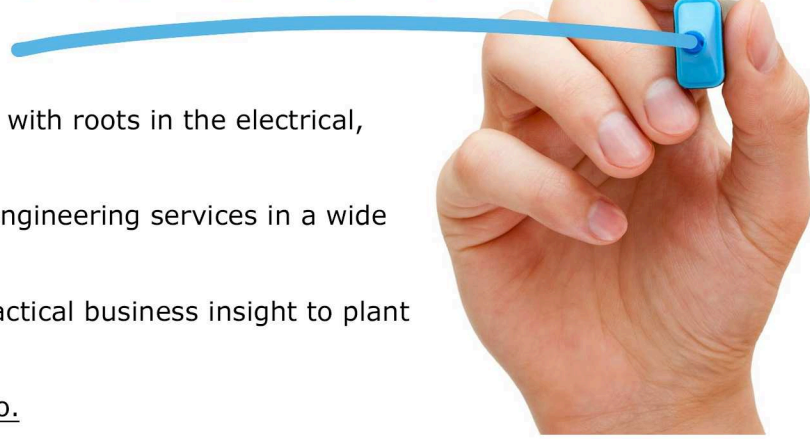 with roots in the electrical,
ngineering services in a wide
actical business insight to plant
o.